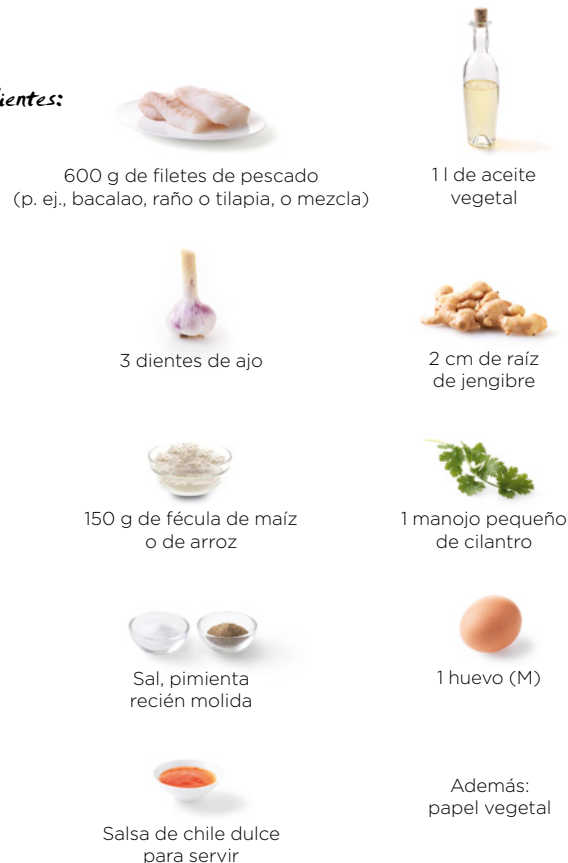 dientes:
600 g de filetes de pescado
(p. ej., bacalao, raño o tilapia, o mezcla)
1 l de aceite
vegetal
3 dientes de ajo
2 cm de raíz
de jengibre
150 g de fécula de maíz
o de arroz
1 manojo pequeño
de cilantro
Sal, pimienta
recién molida
1 huevo (M)
Salsa de chile dulce
para servir
Además:
papel vegetal